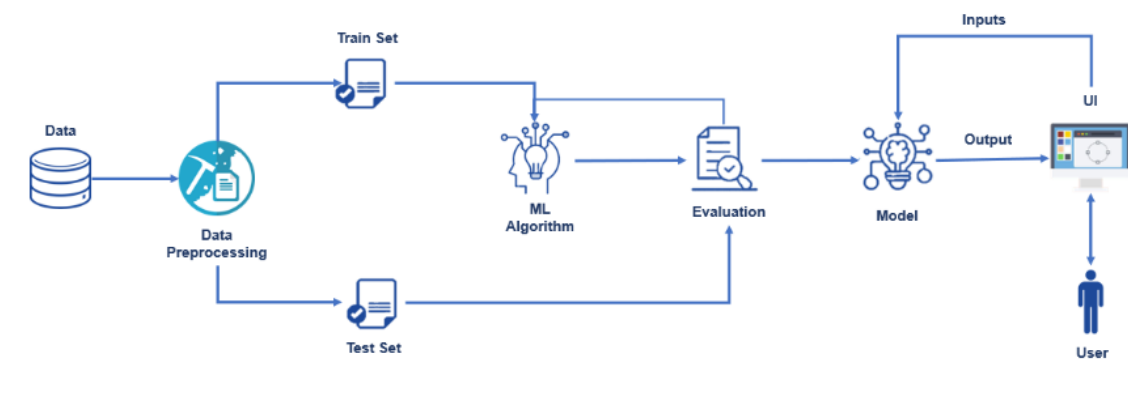 Inputs
Train Set
UI
Data
Output
ML
Algorithm
Evaluation
Model
Data
Preprocessing
Test Set
User